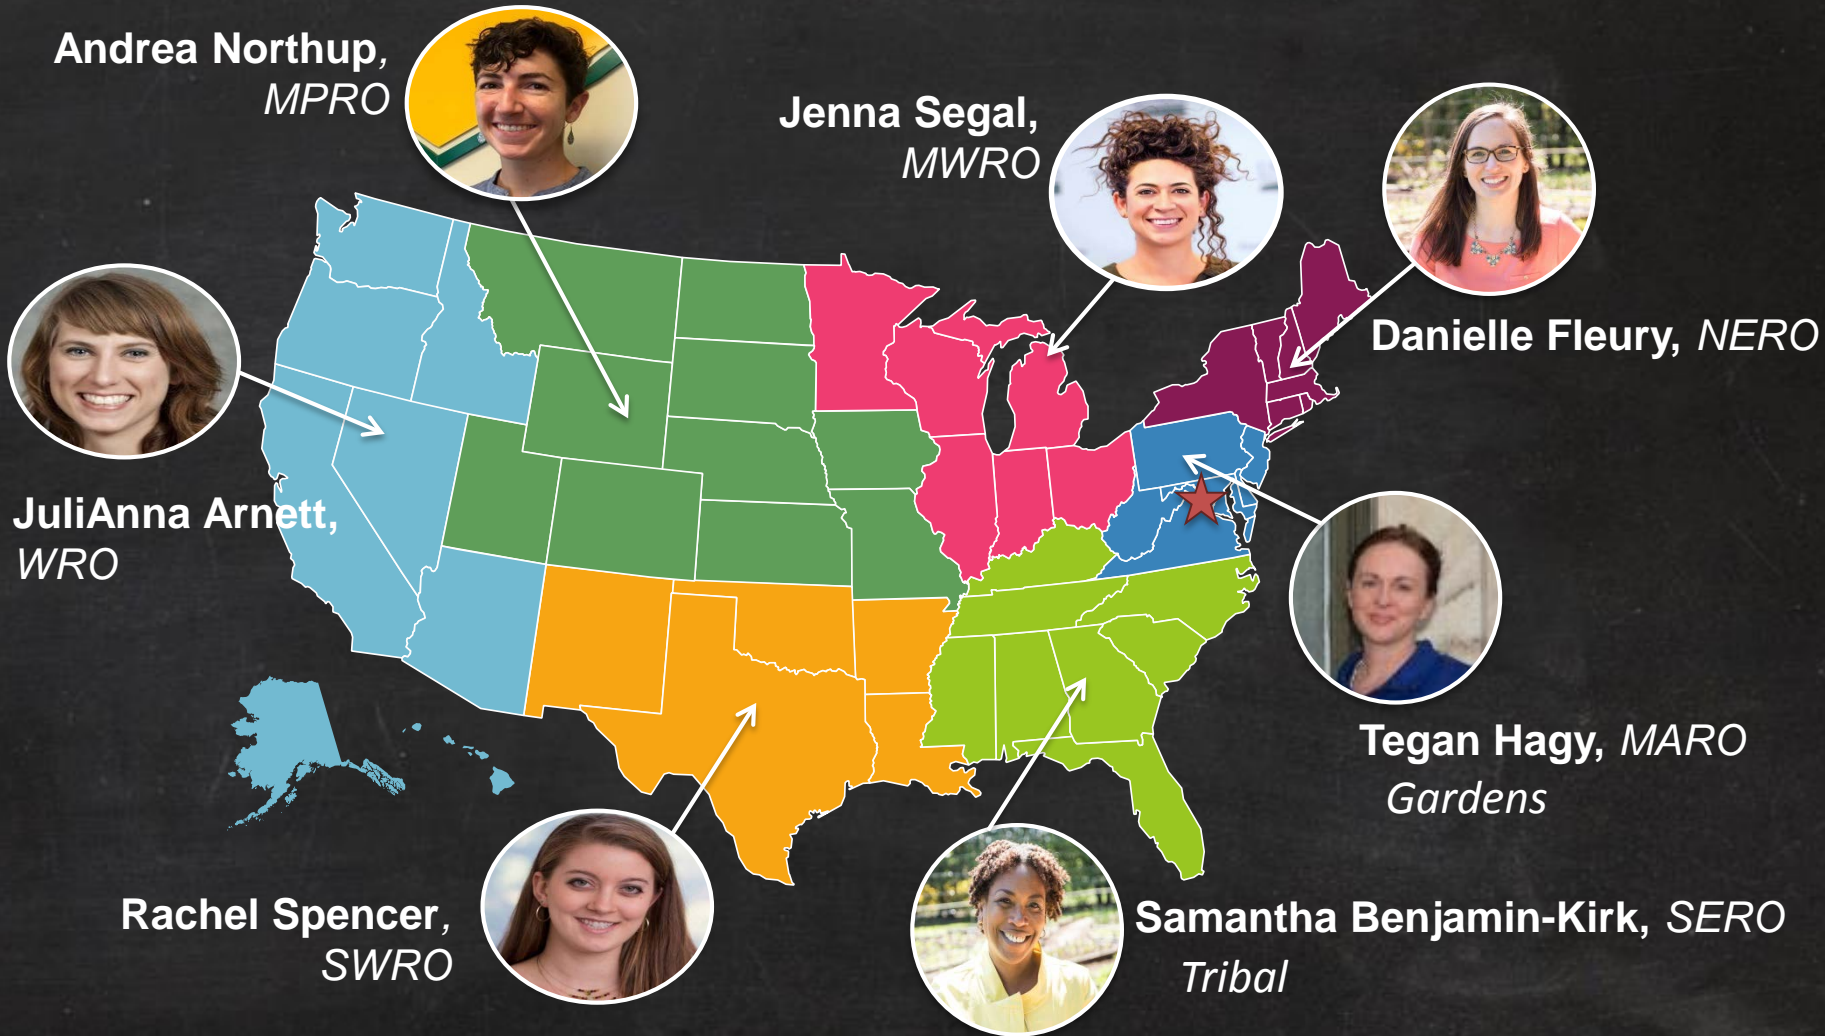 Andrea Northup,
MPRO
Jenna Segal,
MWRO
Danielle Fleury, NERO
JuliAnna Arnett,
WRO
Tegan Hagy, MARO
Gardens
Rachel Spencer,
SWRO
Samantha Benjamin-Kirk, SERO
Tribal